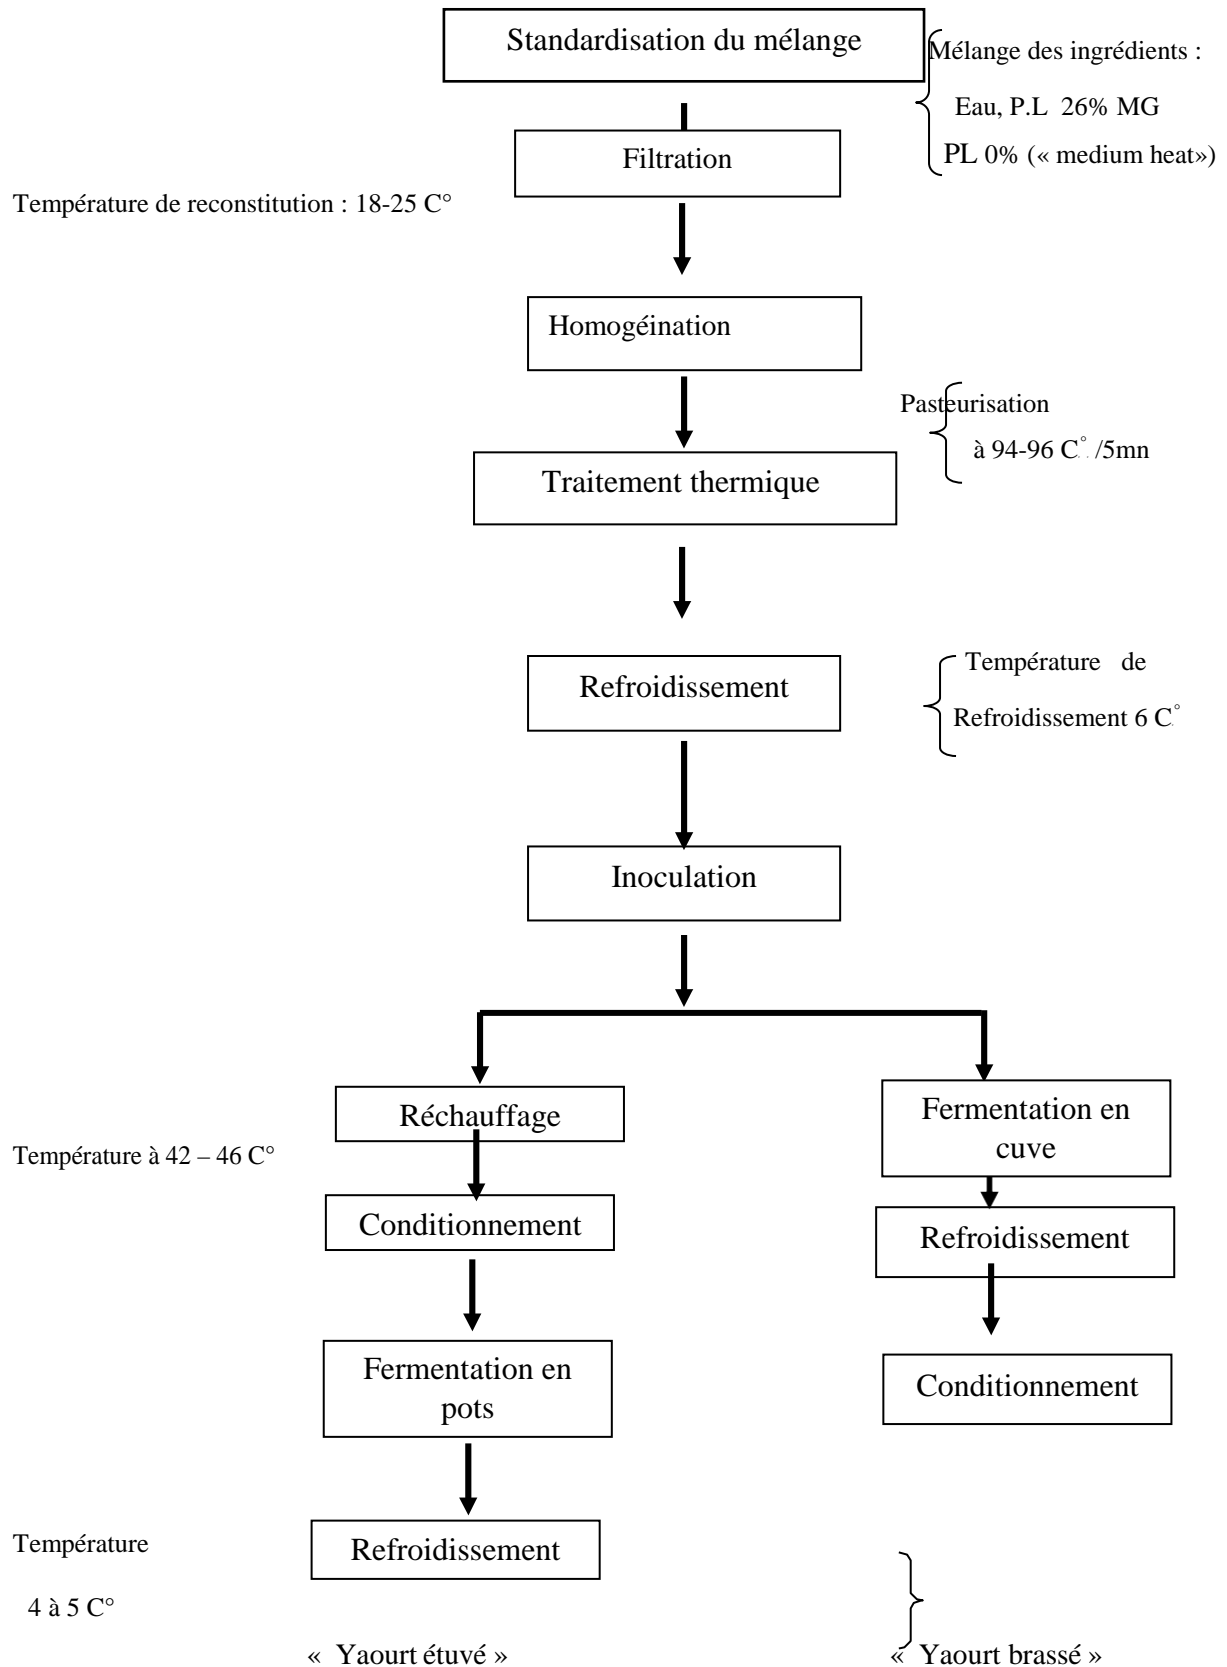 Standardisation du mélange
Mélange des ingrédients :
Eau, P.L 26% MG
PL 0% (« medium heat»)
Filtration
Température de reconstitution : 18-25 C°
Homogéination
Pasteurisation
à 94-96 C° /5mn
Traitement thermique
Température de
Refroidissement 6 C°
Refroidissement
Inoculation
Réchauffage
Température à 42 – 46 C°
Conditionnement
Fermentation en
pots
Refroidissement
Température
4 à 5 C°
« Yaourt étuvé »
Fermentation en
cuve
Refroidissement
Conditionnement
« Yaourt brassé »